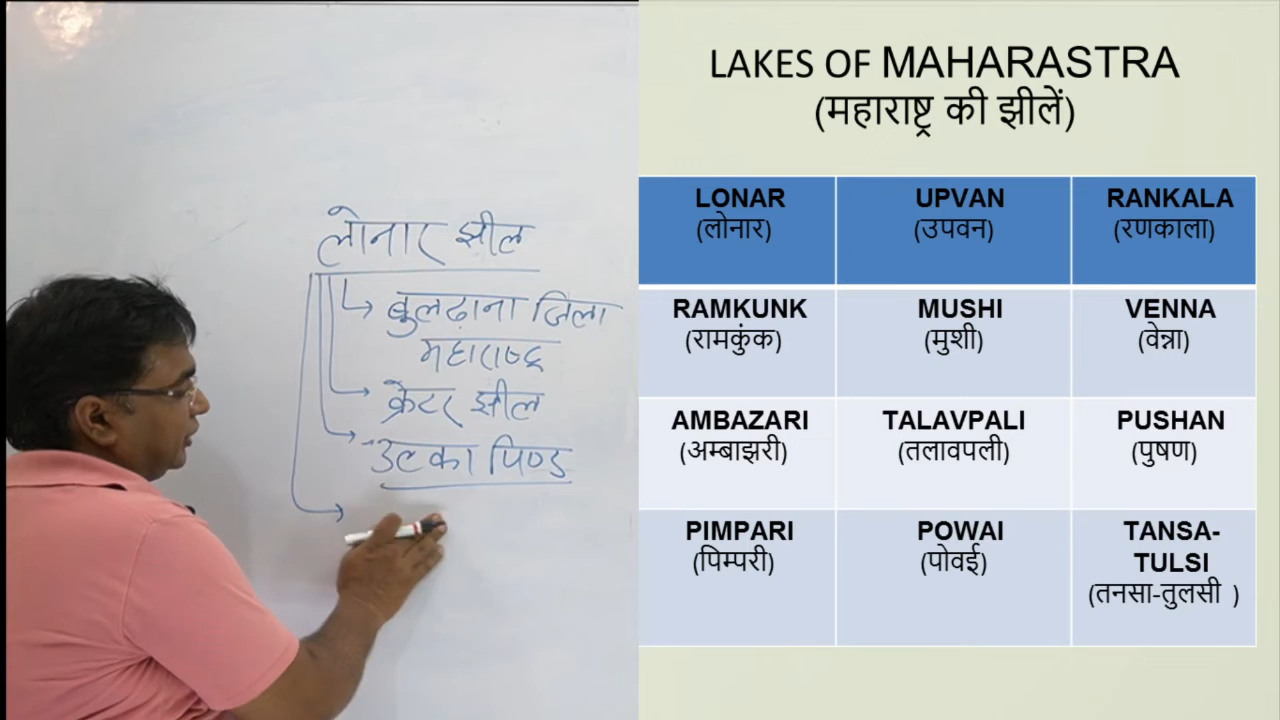 लोनार झील
बुलढ़ाना जिला
महाराष्ट्र
क्रेटर झील
उल्का पिण्ड
LAKES OF MAHARASTRA
(महाराष्ट्र की झीलें)
LONAR
(लोनार)
UPVAN
(उपवन)
RANKALA
(रणकाला)
RAMKUNK
(रामकुंक)
MUSHI
(मुशी)
VENNA
(वेन्ना)
AMBAZARI
(अम्बाझरी)
TALAVPALI
(तलावपली)
PUSHAN
(पुषण)
PIMPARI
(पिम्परी)
POWAI
(पोवई)
TANSA-
TULSI
(तनसा-तुलसी )